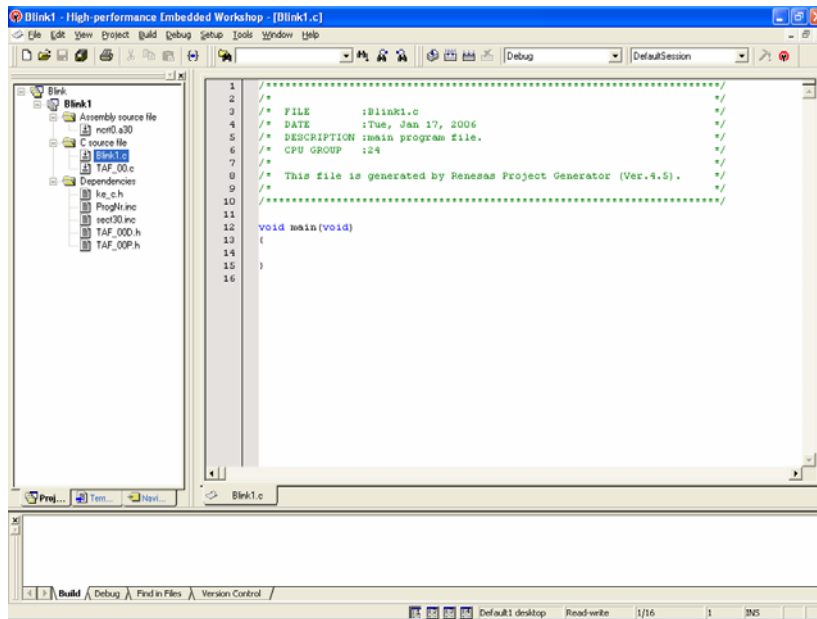 Blink1 - High-performance Embedded Workshop - [Blink1.c]
File Edit View Project Build Debug Setup Tools Window Help
Debug DefaultSession
Blink
Blink1
Assembly source file
ncrt0.a30
C source file
Blink1.c
TAF_00.c
Dependencies
ke_c.h
ProgNr.inc
sect30.inc
TAF_00D.h
TAF_00P.h
Proj... Tem... Navi...
1 /***********************************************************************/
2 /* */
3 /* FILE :Blink1.c */
4 /* DATE :Tue, Jan 17, 2006 */
5 /* DESCRIPTION :main program file. */
6 /* CPU GROUP :24 */
7 /* */
8 /* This file is generated by Renesas Project Generator (Ver.4.5). */
9 /* */
10 /***********************************************************************/
11
12 void main(void)
13 {
14
15 }
16
Blink1.c
Build Debug Find in Files Version Control
Default1 desktop Read-write 1/16 1 INS